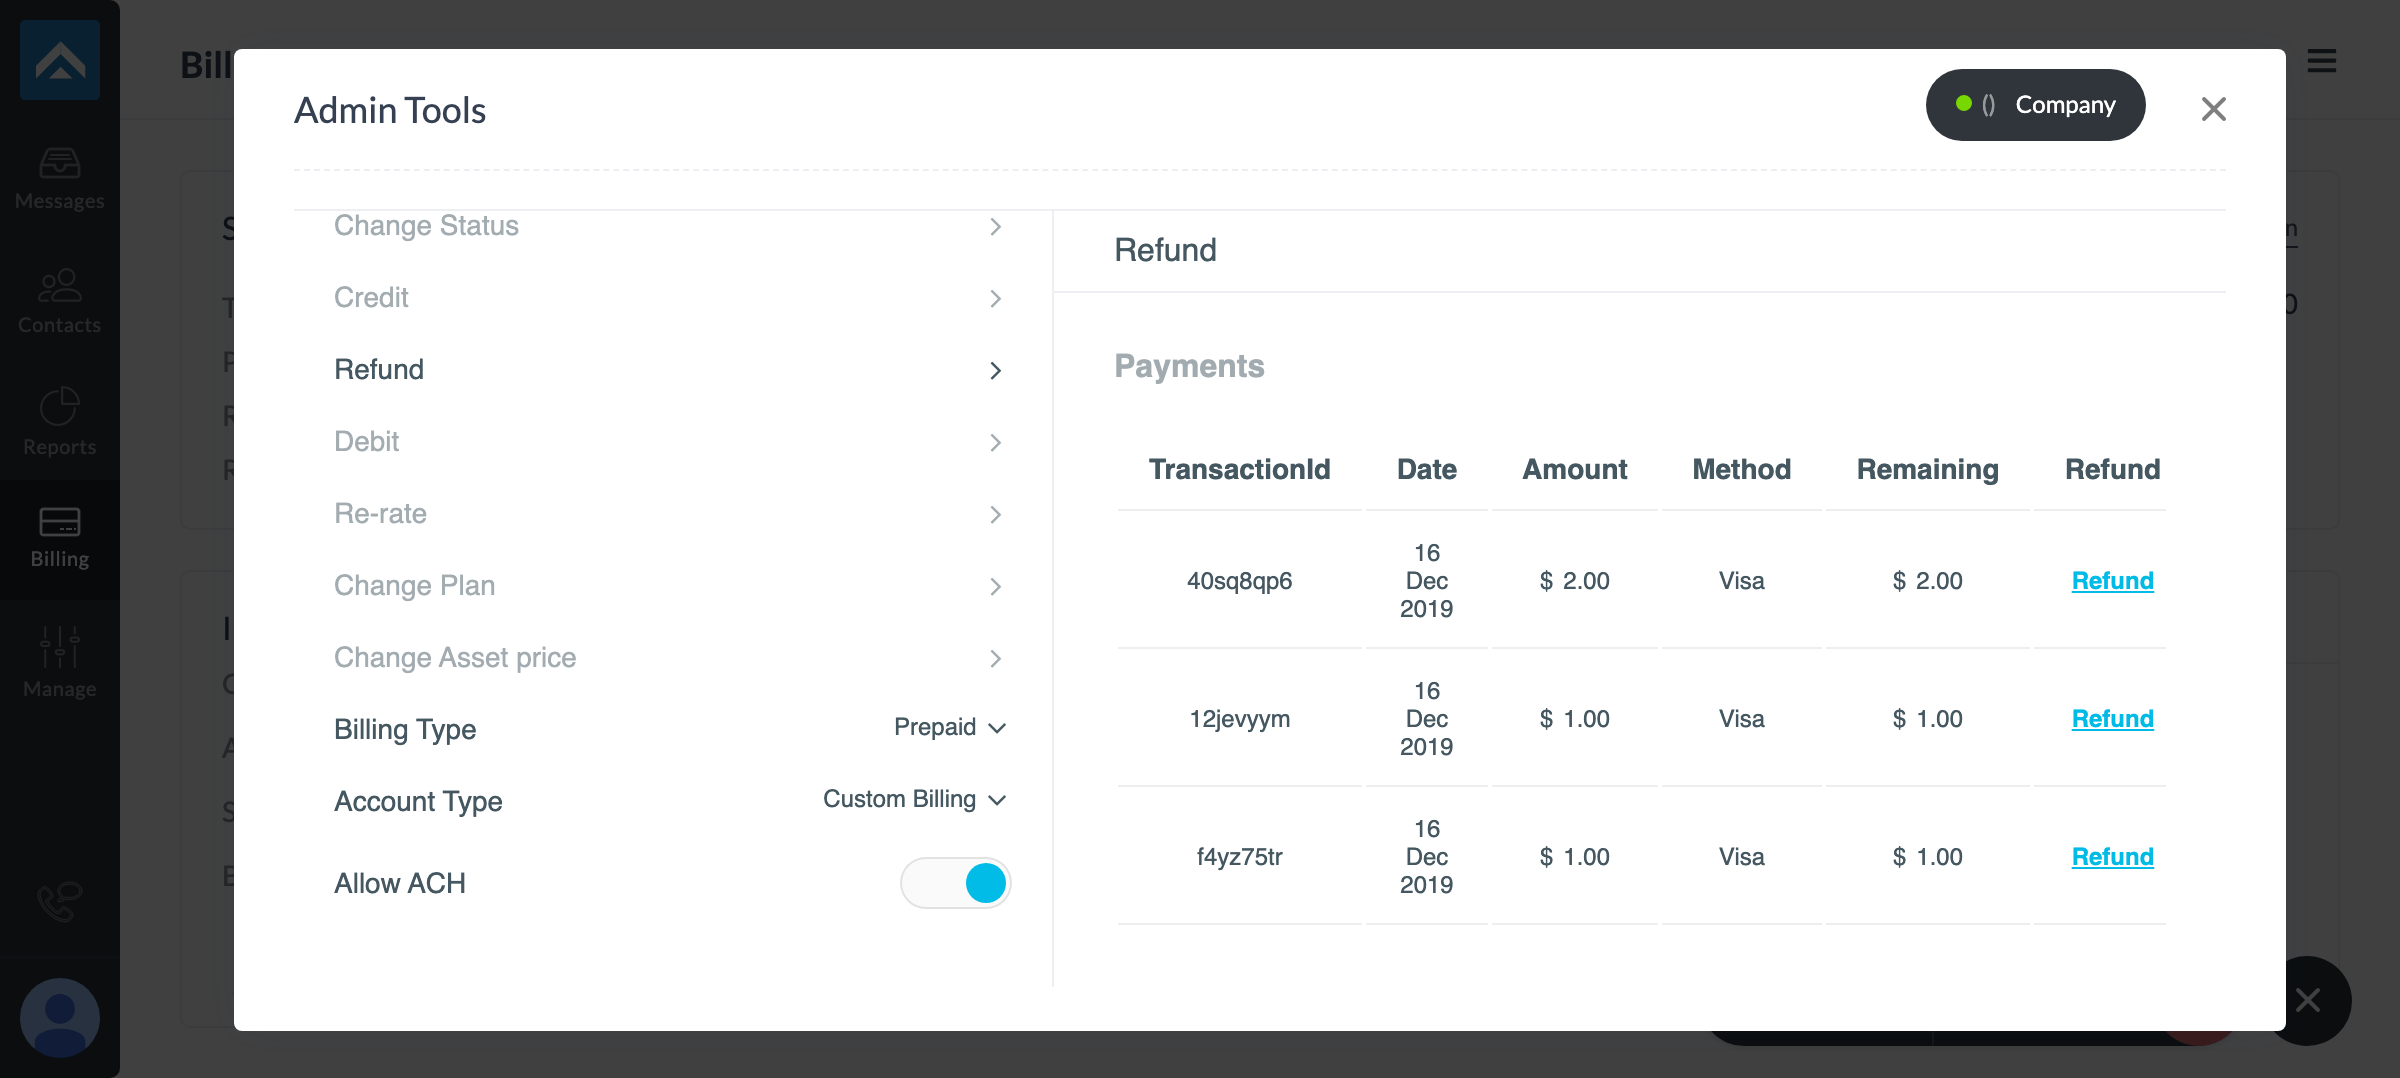 Bill
Admin Tools
() Company
Messages
Contacts
Reports
Billing
Manage
Change Status
Credit
Refund
Debit
Re-rate
Change Plan
Change Asset price
Billing Type Prepaid
Account Type Custom Billing
Allow ACH
Refund
Payments
TransactionId Date Amount Method Remaining Refund
40sq8qp6 16 Dec 2019 $ 2.00 Visa $ 2.00 Refund
12jevyym 16 Dec 2019 $ 1.00 Visa $ 1.00 Refund
f4yz75tr 16 Dec 2019 $ 1.00 Visa $ 1.00 Refund